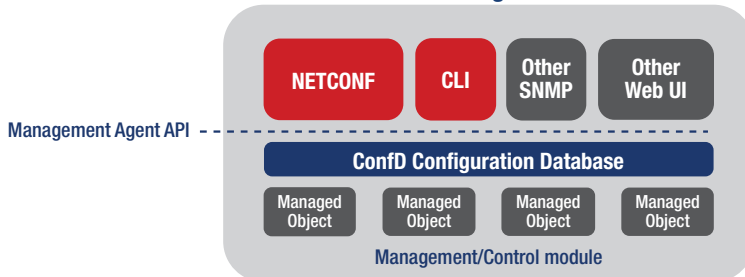 NETCONF
CLI
Other
SNMP
Other
Web UI
Management Agent API
ConfD Configuration Database
Managed
Object
Managed
Object
Managed
Object
Managed
Object
Management/Control module